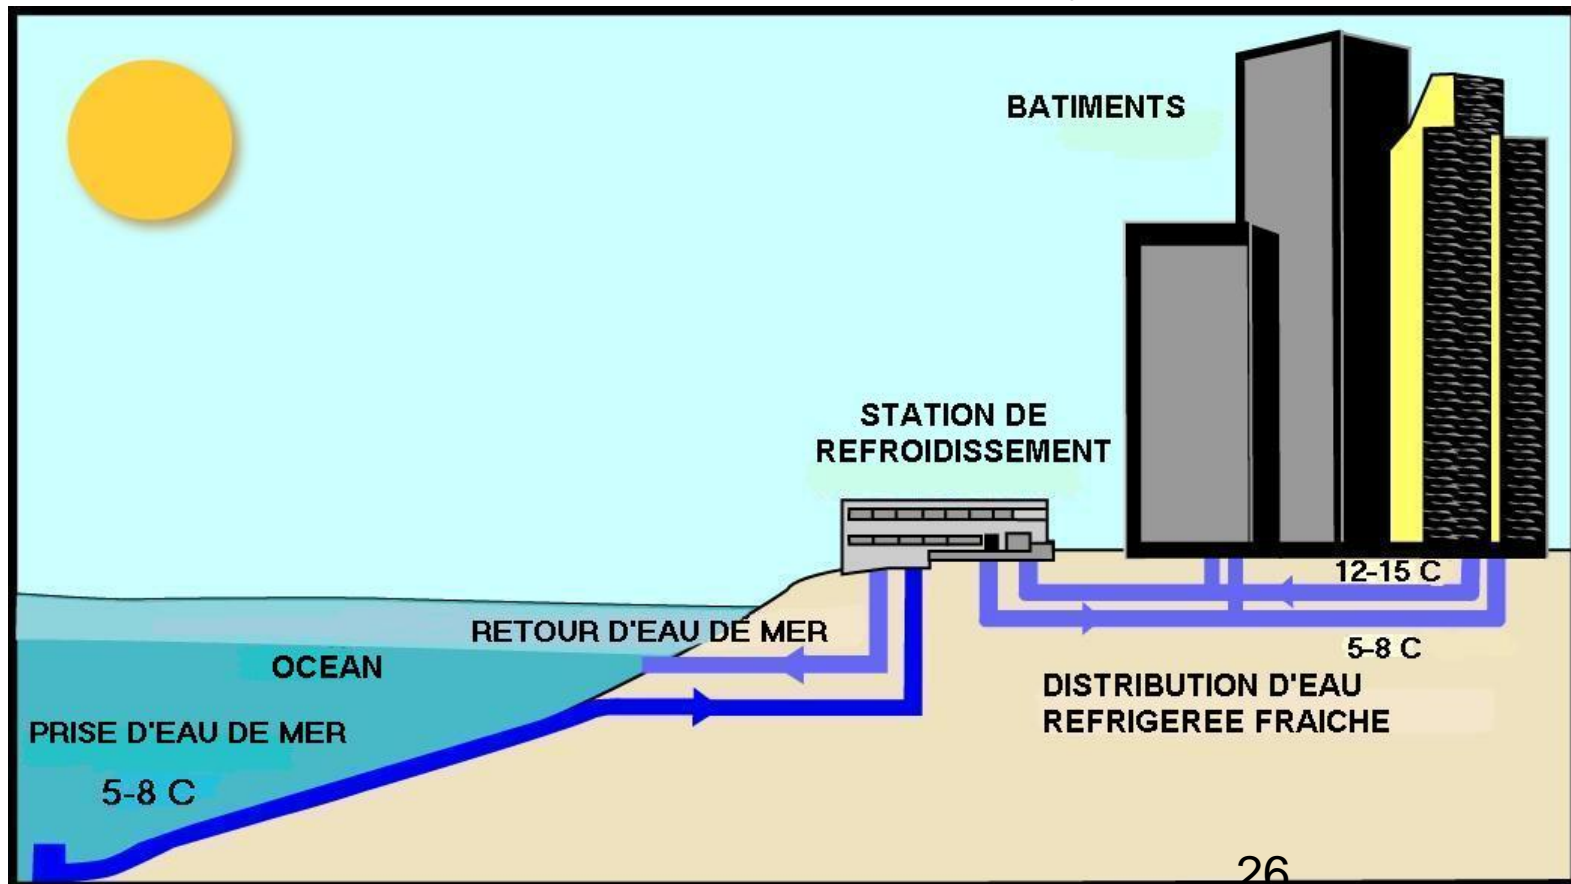 BATIMENTS
STATION DE
REFROIDISSEMENT
12-15 C
RETOUR D'EAU DE MER
5-8 C
OCEAN
DISTRIBUTION D'EAU
REFRIGEREE FRAICHE
PRISE D'EAU DE MER
5-8 C
26